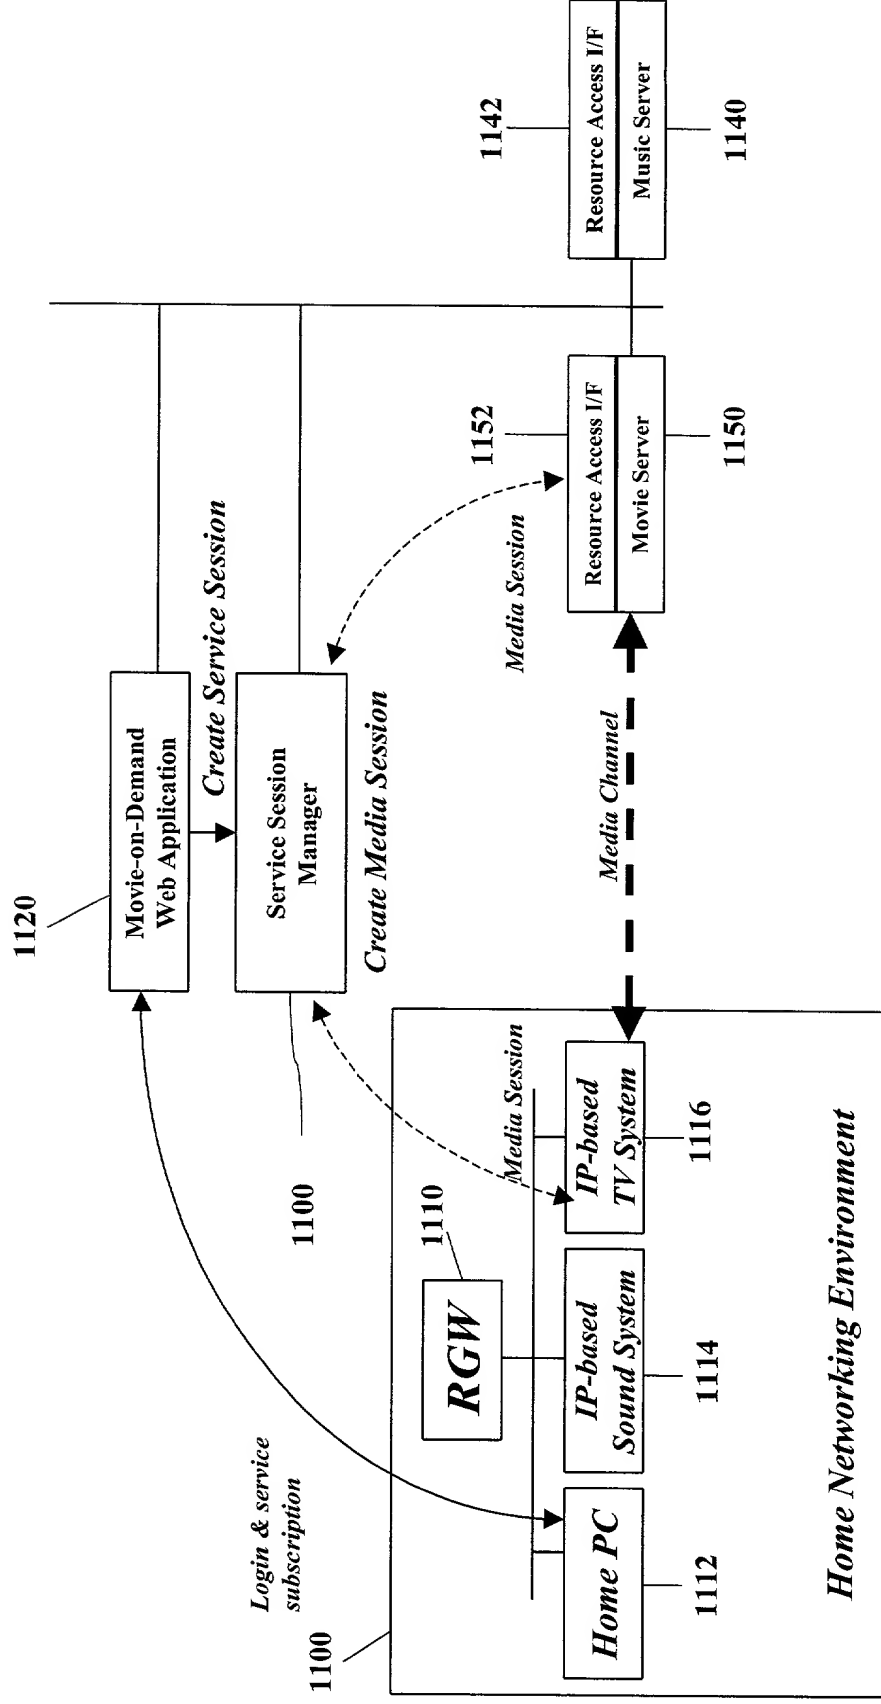 1120
Movie-on-Demand
Web Application
Create Service Session
Service Session
Manager
1100
Create Media Session
Login & service
subscription
1100
1110
RGW
Media Session
Home PC
1112
IP-based
Sound System
1114
IP-based
TV System
1116
Home Networking Environment
Media Channel
Media Session
1152
Resource Access I/F
Movie Server
1150
1142
Resource Access I/F
Music Server
1140